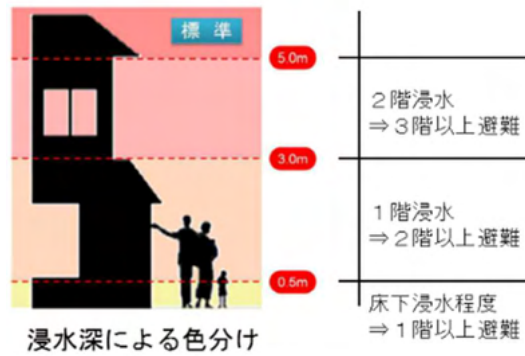 標準
5.0m
2階浸水
⇒3階以上避難
3.0m
1階浸水
⇒2階以上避難
0.5m
床下浸水程度
⇒1階以上避難
浸水深による色分け